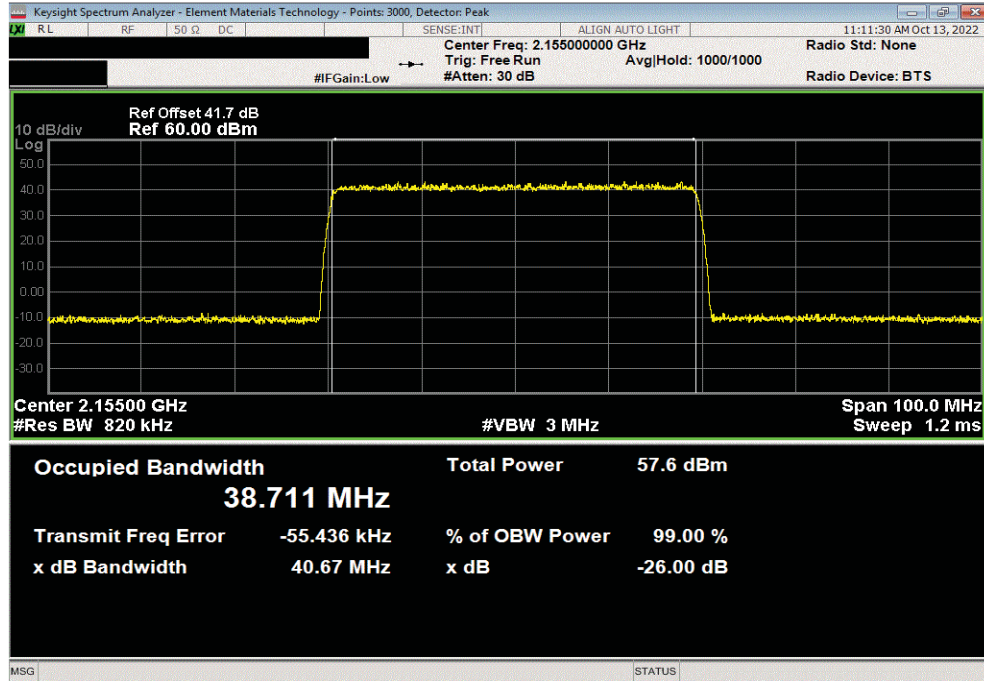 Keysight Spectrum Analyzer - Element Materials Technology - Points: 3000, Detector: Peak
LXI RL RF 50 Ω DC SENSE:INT ALIGN AUTO LIGHT 11:11:30 AM Oct 13, 2022
Center Freq: 2.155000000 GHz Radio Std: None
Trig: Free Run Avg|Hold: 1000/1000
#IFGain:Low #Atten: 30 dB Radio Device: BTS
Ref Offset 41.7 dB
10 dB/div Ref 60.00 dBm
Log
50.0
40.0
30.0
20.0
10.0
0.00
-10.0
-20.0
-30.0
Center 2.15500 GHz Span 100.0 MHz
#Res BW 820 kHz #VBW 3 MHz Sweep 1.2 ms
Occupied Bandwidth Total Power 57.6 dBm
38.711 MHz
Transmit Freq Error -55.436 kHz % of OBW Power 99.00 %
x dB Bandwidth 40.67 MHz x dB -26.00 dB
MSG STATUS